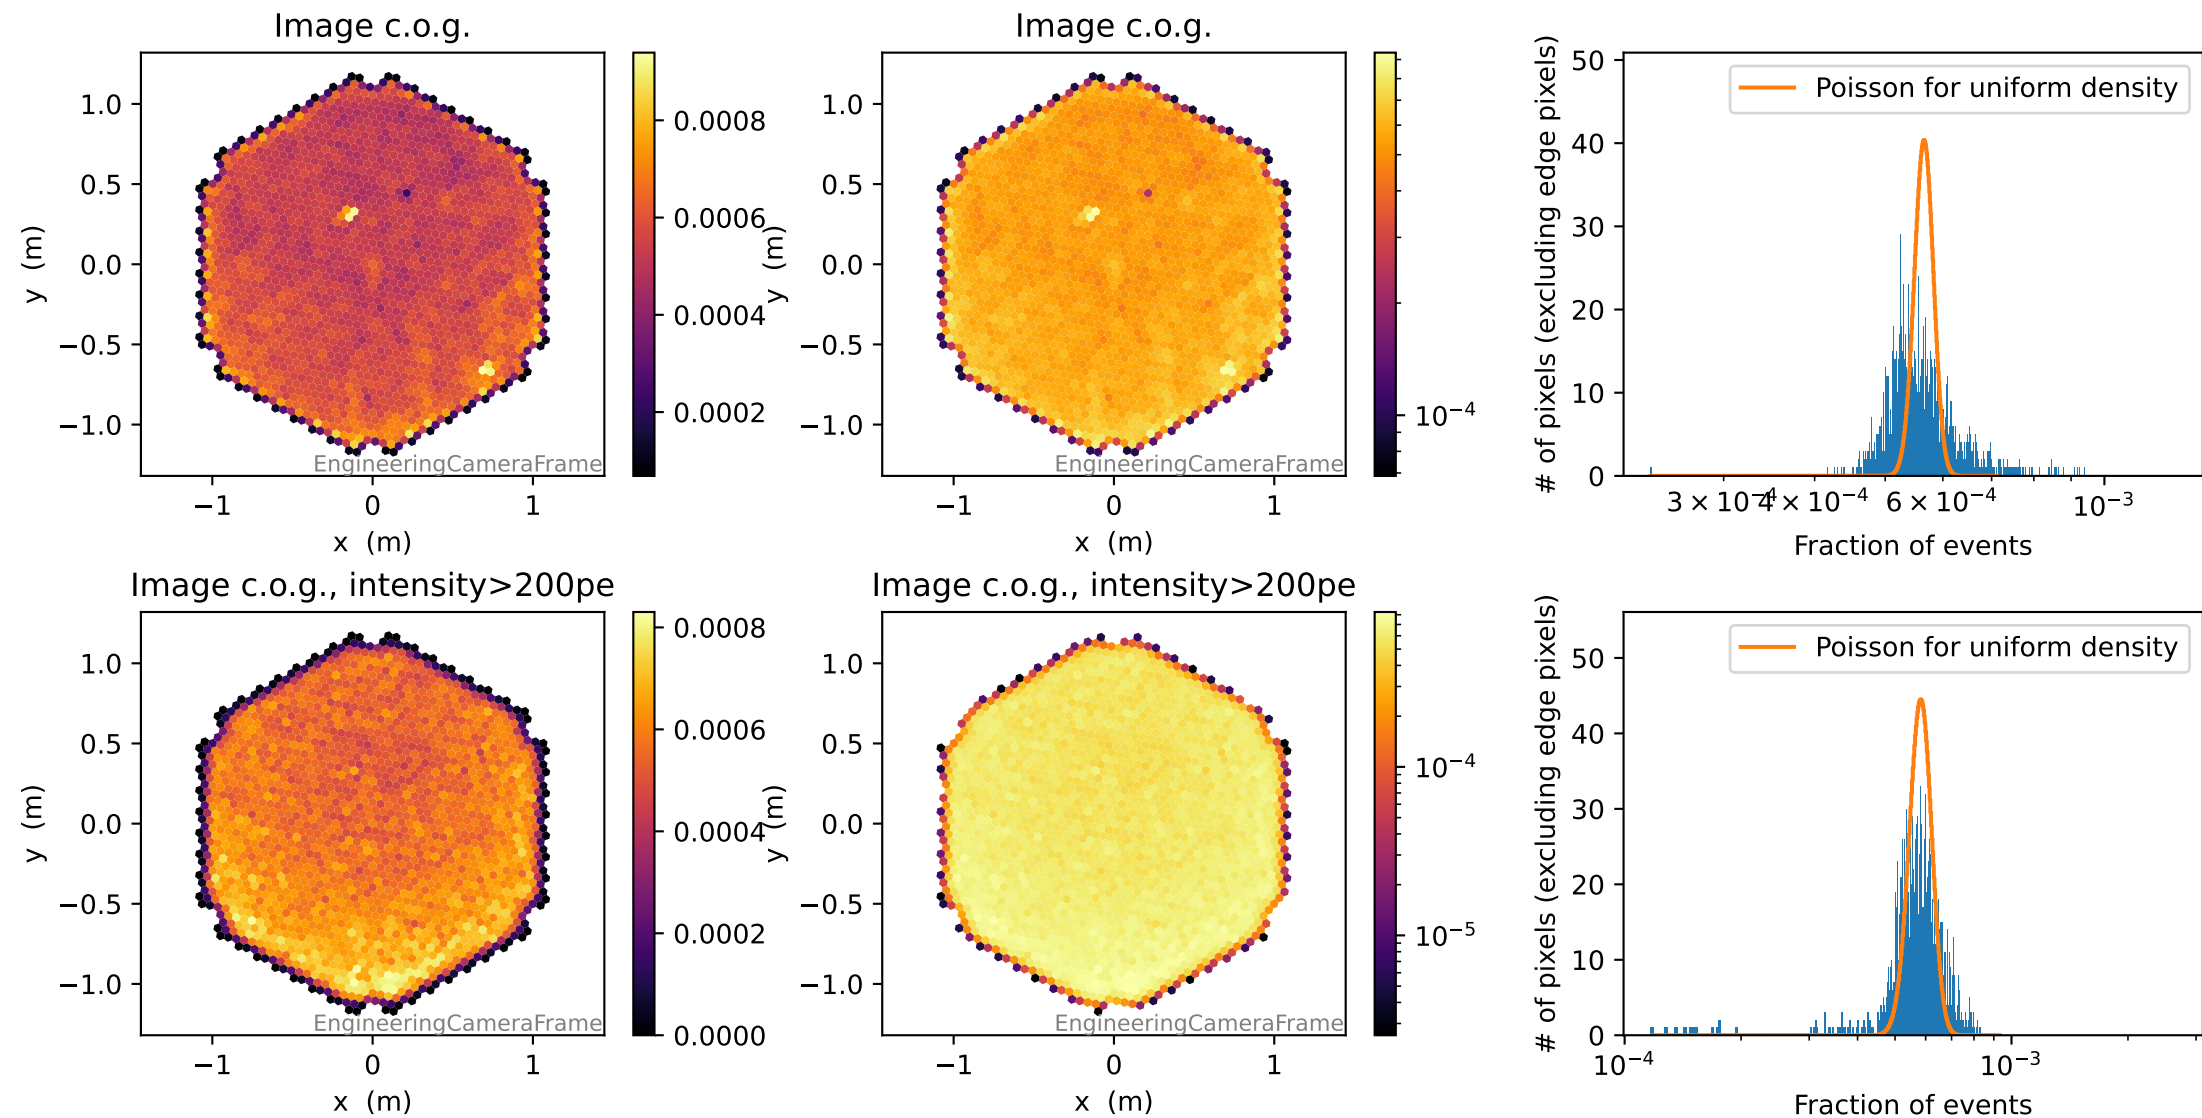 Image c.o.g.
1.0
0.5
0.0
−0.5
−1.0
y (m)
−1 0 1
x (m)
EngineeringCameraFrame
0.0008
0.0006
0.0004
0.0002
Image c.o.g.
1.0
0.5
0.0
−0.5
−1.0
y (m)
−1 0 1
x (m)
EngineeringCameraFrame
10⁻⁴
50
40
30
20
10
0
# of pixels (excluding edge pixels)
Poisson for uniform density
3 × 10⁻⁴ 4 × 10⁻⁴ 6 × 10⁻⁴ 10⁻³
Fraction of events
Image c.o.g., intensity>200pe
1.0
0.5
0.0
−0.5
−1.0
y (m)
−1 0 1
x (m)
EngineeringCameraFrame
0.0008
0.0006
0.0004
0.0002
0.0000
Image c.o.g., intensity>200pe
1.0
0.5
0.0
−0.5
−1.0
y (m)
−1 0 1
x (m)
EngineeringCameraFrame
10⁻⁴
10⁻⁵
50
40
30
20
10
0
# of pixels (excluding edge pixels)
Poisson for uniform density
10⁻⁴ 10⁻³
Fraction of events